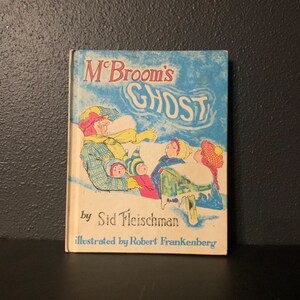 McBroom's
GHOST
by Sid Fleischman
illustrated by Robert Frankenberg